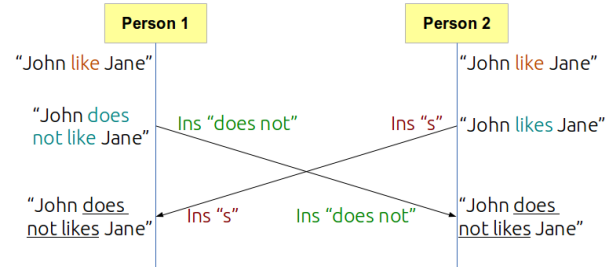 Person 1
Person 2
“John like Jane”
“John like Jane”
“John does
not like Jane”
Ins “does not”
Ins “s”
“John likes Jane”
“John does
not likes Jane”
Ins “s”
Ins “does not”
“John does
not likes Jane”